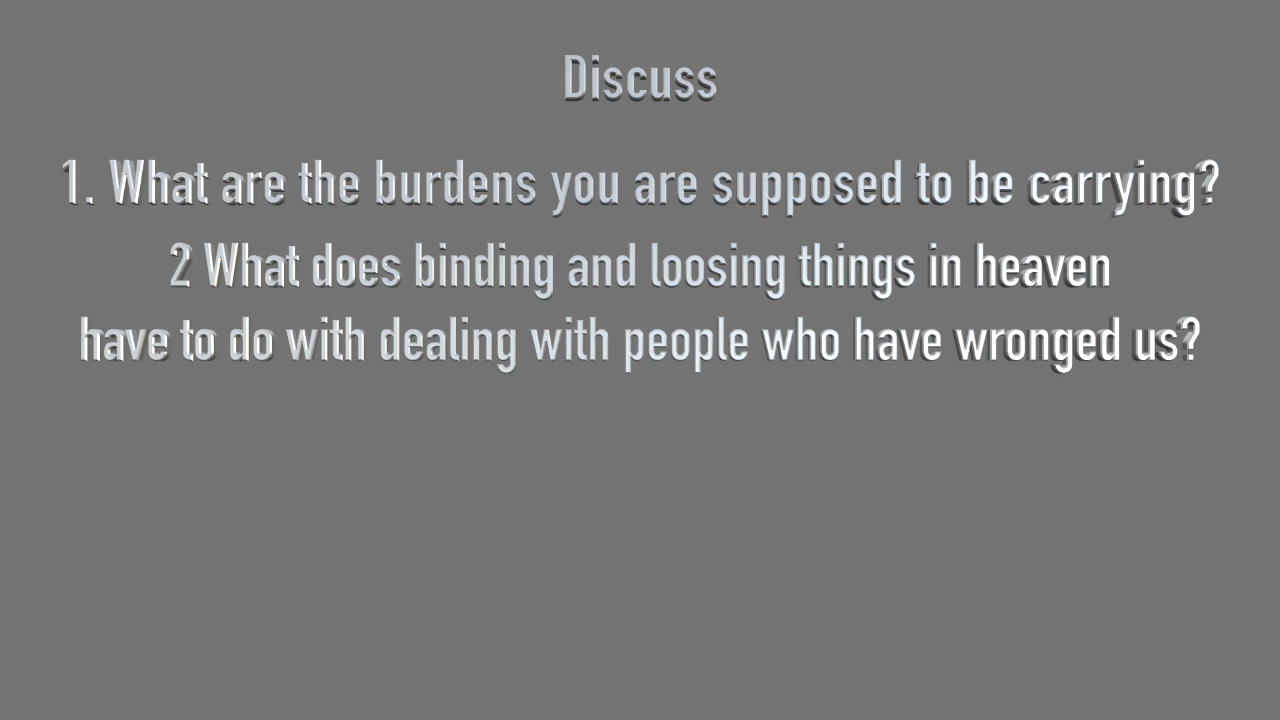 Discuss
1. What are the burdens you are supposed to be carrying?
2 What does binding and loosing things in heaven
have to do with dealing with people who have wronged us?